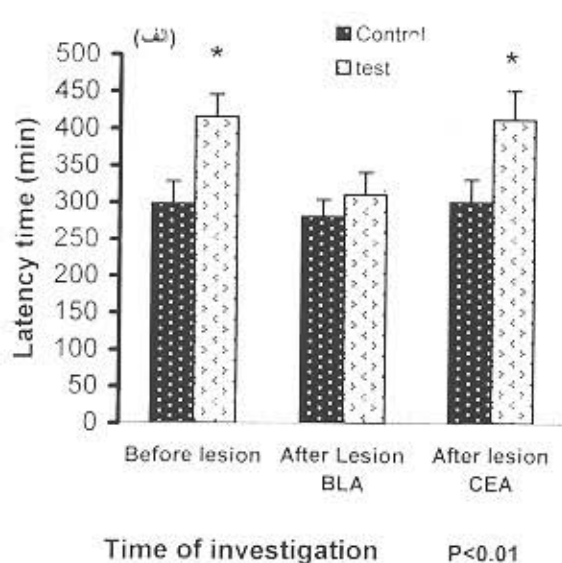 (الف)
*
Control
test
*
500
450
400
350
300
250
300
150
100
50
0
Latency time (min)
Before lesion
After Lesion
BLA
After lesion
CEA
Time of investigation P<0.01